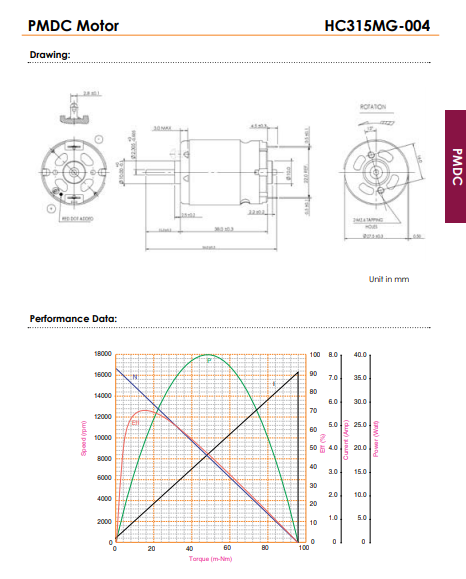 PMDC Motor
HC315MG-004
Drawing:
ROTATION
RED DOT ADDED
HOLES
PMDC
Unit in mm
Performance Data:
18000
16000
14000
12000
10000
8000
6000
4000
2000
0
Speed (rpm)
N
P
I
Eff
0 20 40 60 80 100
Torque (m-Nm)
100
90
80
70
60
50
40
30
20
10
0
Eff (%)
8.0
7.0
6.0
5.0
4.0
3.0
2.0
1.0
0
Current (Amp)
40.0
35.0
30.0
25.0
20.0
15.0
10.0
5.0
0
Power (Watt)